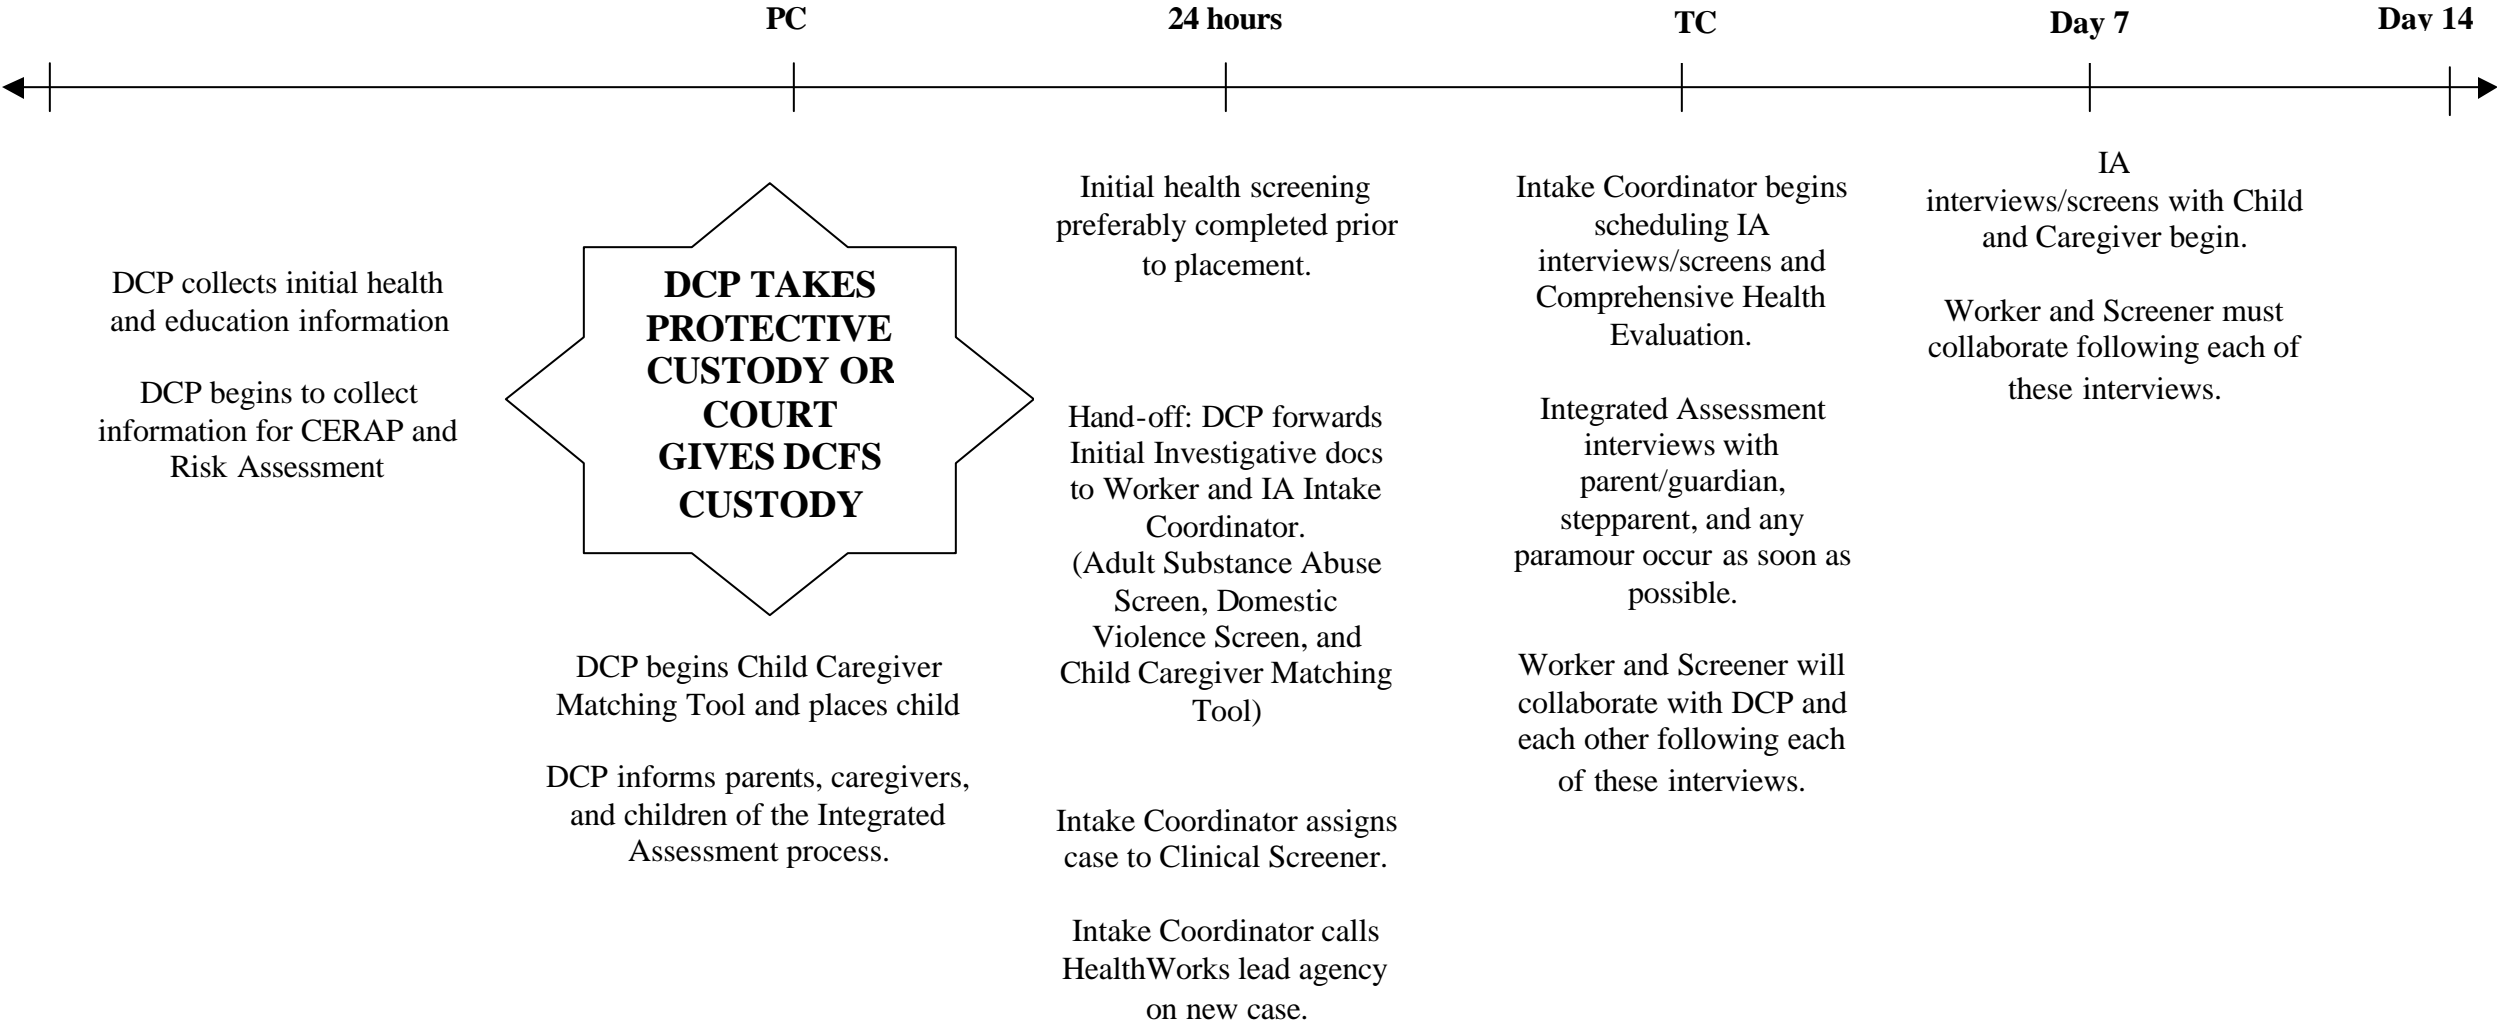 PC
24 hours
TC
Day 7
Day 14
DCP collects initial health
and education information
DCP begins to collect
information for CERAP and
Risk Assessment
DCP TAKES
PROTECTIVE
CUSTODY OR
COURT
GIVES DCFS
CUSTODY
DCP begins Child Caregiver
Matching Tool and places child
DCP informs parents, caregivers,
and children of the Integrated
Assessment process.
Initial health screening
preferably completed prior
to placement.
Hand-off: DCP forwards
Initial Investigative docs
to Worker and IA Intake
Coordinator.
(Adult Substance Abuse
Screen, Domestic
Violence Screen, and
Child Caregiver Matching
Tool)
Intake Coordinator assigns
case to Clinical Screener.
Intake Coordinator calls
HealthWorks lead agency
on new case.
Intake Coordinator begins
scheduling IA
interviews/screens and
Comprehensive Health
Evaluation.
Integrated Assessment
interviews with
parent/guardian,
stepparent, and any
paramour occur as soon as
possible.
Worker and Screener will
collaborate with DCP and
each other following each
of these interviews.
IA
interviews/screens with Child
and Caregiver begin.
Worker and Screener must
collaborate following each of
these interviews.